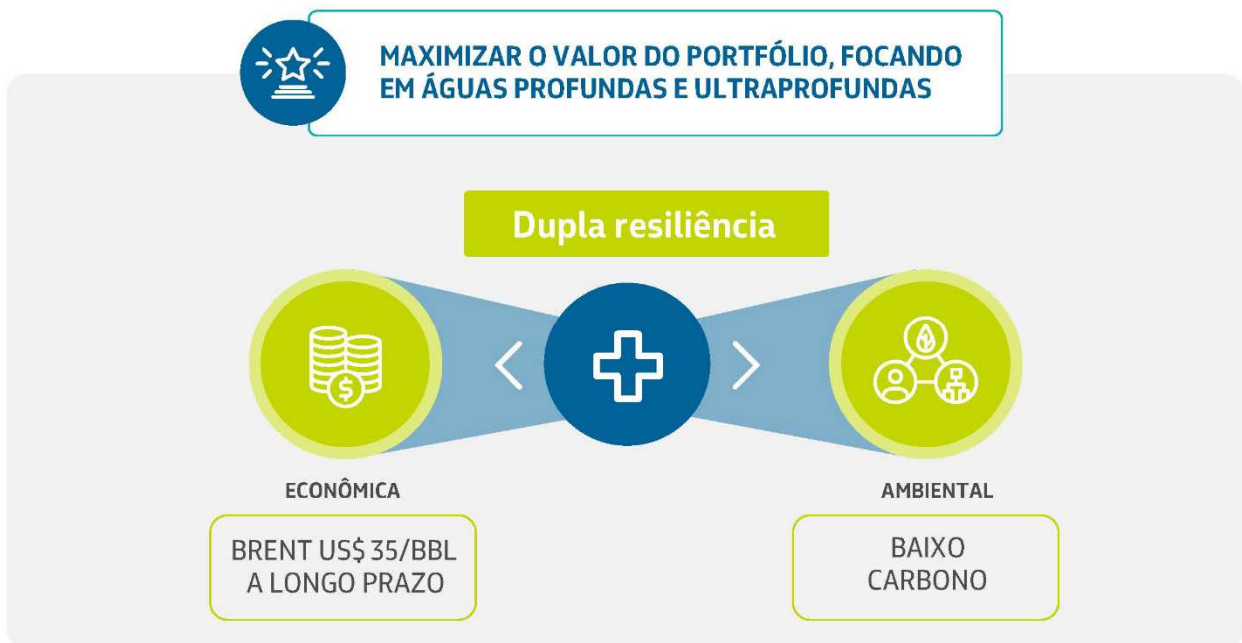 MAXIMIZAR O VALOR DO PORTFÓLIO, FOCANDO
EM ÁGUAS PROFUNDAS E ULTRAPROFUNDAS
Dupla resiliência
ECONÔMICA
BRENT US$ 35/BBL
A LONGO PRAZO
AMBIENTAL
BAIXO
CARBONO